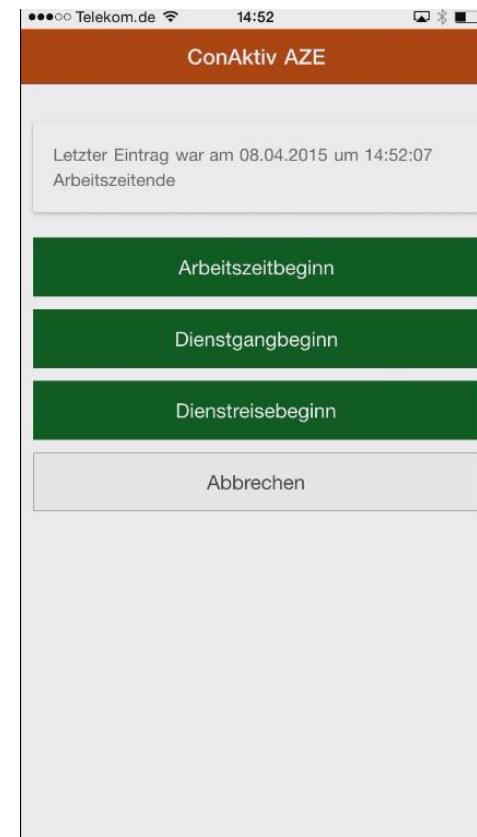 Telekom.de 14:52
ConAktiv AZE
Letzter Eintrag war am 08.04.2015 um 14:52:07
Arbeitszeitende
Arbeitszeitbeginn
Dienstgangbeginn
Dienstreisebeginn
Abbrechen